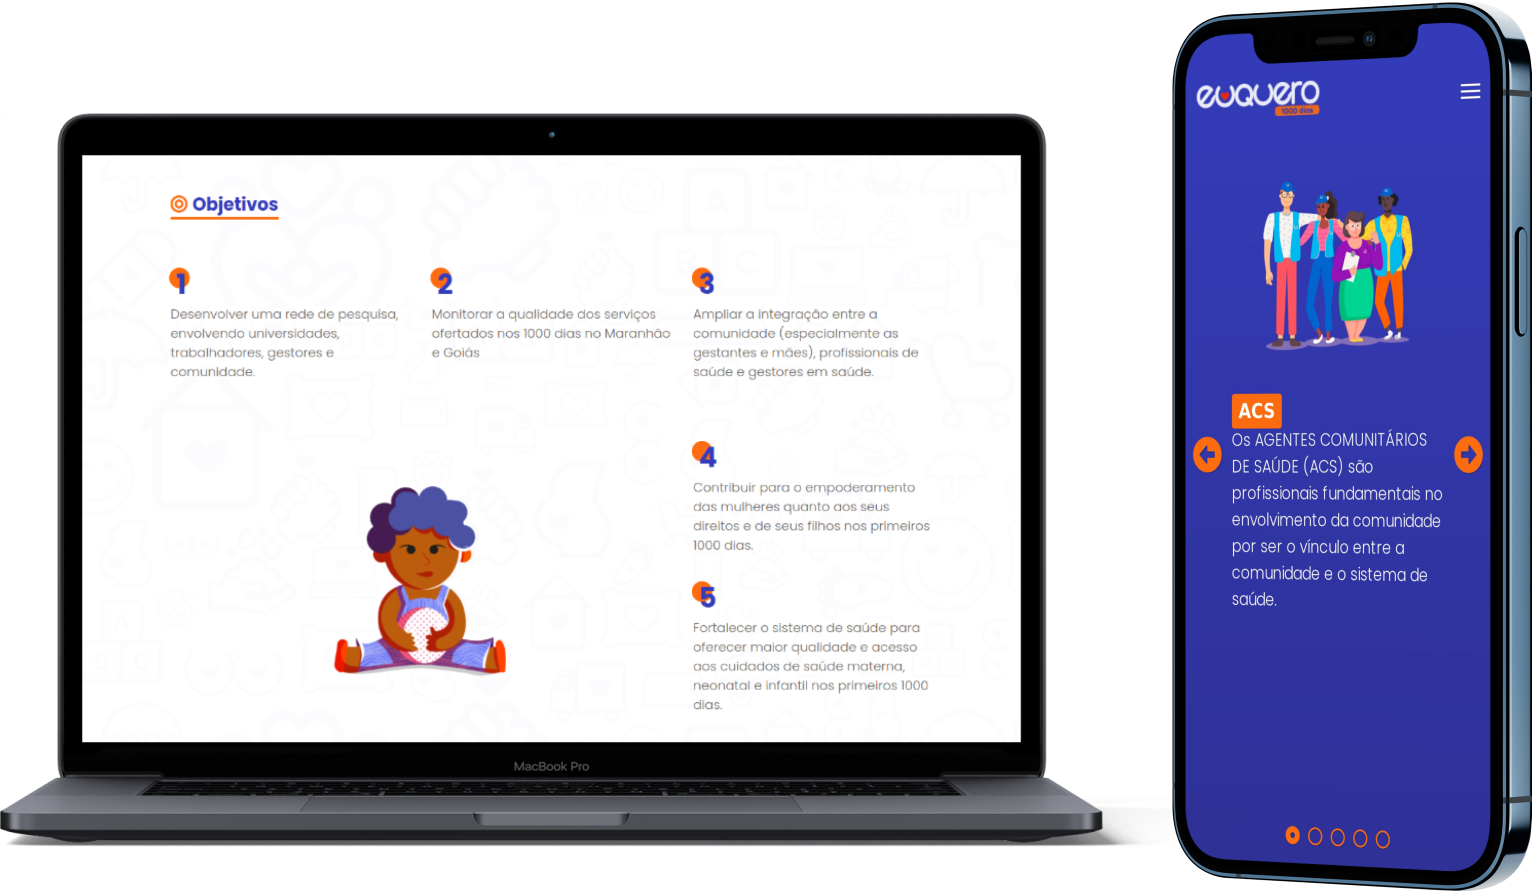 Objetivos
1
Desenvolver uma rede de pesquisa,
envolvendo universidades,
trabalhadores, gestores e
comunidade.
2
Monitorar a qualidade dos serviços
ofertados nos 1000 dias no Maranhão
e Goiás
3
Ampliar a integração entre a
comunidade (especialmente as
gestantes e mães), profissionais de
saúde e gestores em saúde.
4
Contribuir para o empoderamento
das mulheres quanto aos seus
direitos e de seus filhos nos primeiros
1000 dias.
5
Fortalecer o sistema de saúde para
oferecer maior qualidade e acesso
aos cuidados de saúde materna,
neonatal e infantil nos primeiros 1000
dias.
MacBook Pro
euquero
1000 dias
ACS
Os AGENTES COMUNITÁRIOS
DE SAÚDE (ACS) são
profissionais fundamentais no
envolvimento da comunidade
por ser o vínculo entre a
comunidade e o sistema de
saúde.